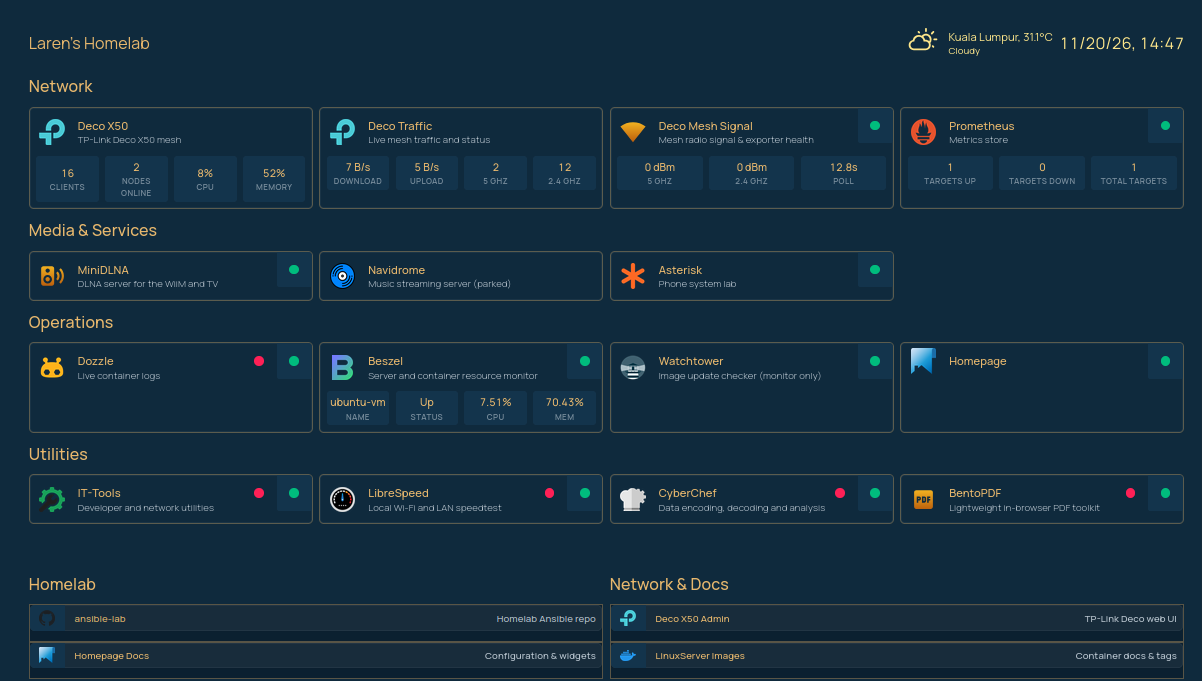 Laren's Homelab
Kuala Lumpur, 31.1°C
Cloudy
11/20/26, 14:47
Network
Deco X50
TP-Link Deco X50 mesh
16
CLIENTS
2
NODES
ONLINE
8%
CPU
52%
MEMORY
Deco Traffic
Live mesh traffic and status
7 B/s
DOWNLOAD
5 B/s
UPLOAD
2
5 GHZ
12
2.4 GHZ
Deco Mesh Signal
Mesh radio signal & exporter health
0 dBm
5 GHZ
0 dBm
2.4 GHZ
12.8s
POLL
Prometheus
Metrics store
1
TARGETS UP
0
TARGETS DOWN
1
TOTAL TARGETS
Media & Services
MiniDLNA
DLNA server for the WiiM and TV
Navidrome
Music streaming server (parked)
Asterisk
Phone system lab
Operations
Dozzle
Live container logs
Beszel
Server and container resource monitor
ubuntu-vm
NAME
Up
STATUS
7.51%
CPU
70.43%
MEM
Watchtower
Image update checker (monitor only)
Homepage
Utilities
IT-Tools
Developer and network utilities
LibreSpeed
Local Wi-Fi and LAN speedtest
CyberChef
Data encoding, decoding and analysis
PDF
BentoPDF
Lightweight in-browser PDF toolkit
Homelab
ansible-lab
Homelab Ansible repo
Homepage Docs
Configuration & widgets
Network & Docs
Deco X50 Admin
TP-Link Deco web UI
LinuxServer Images
Container docs & tags